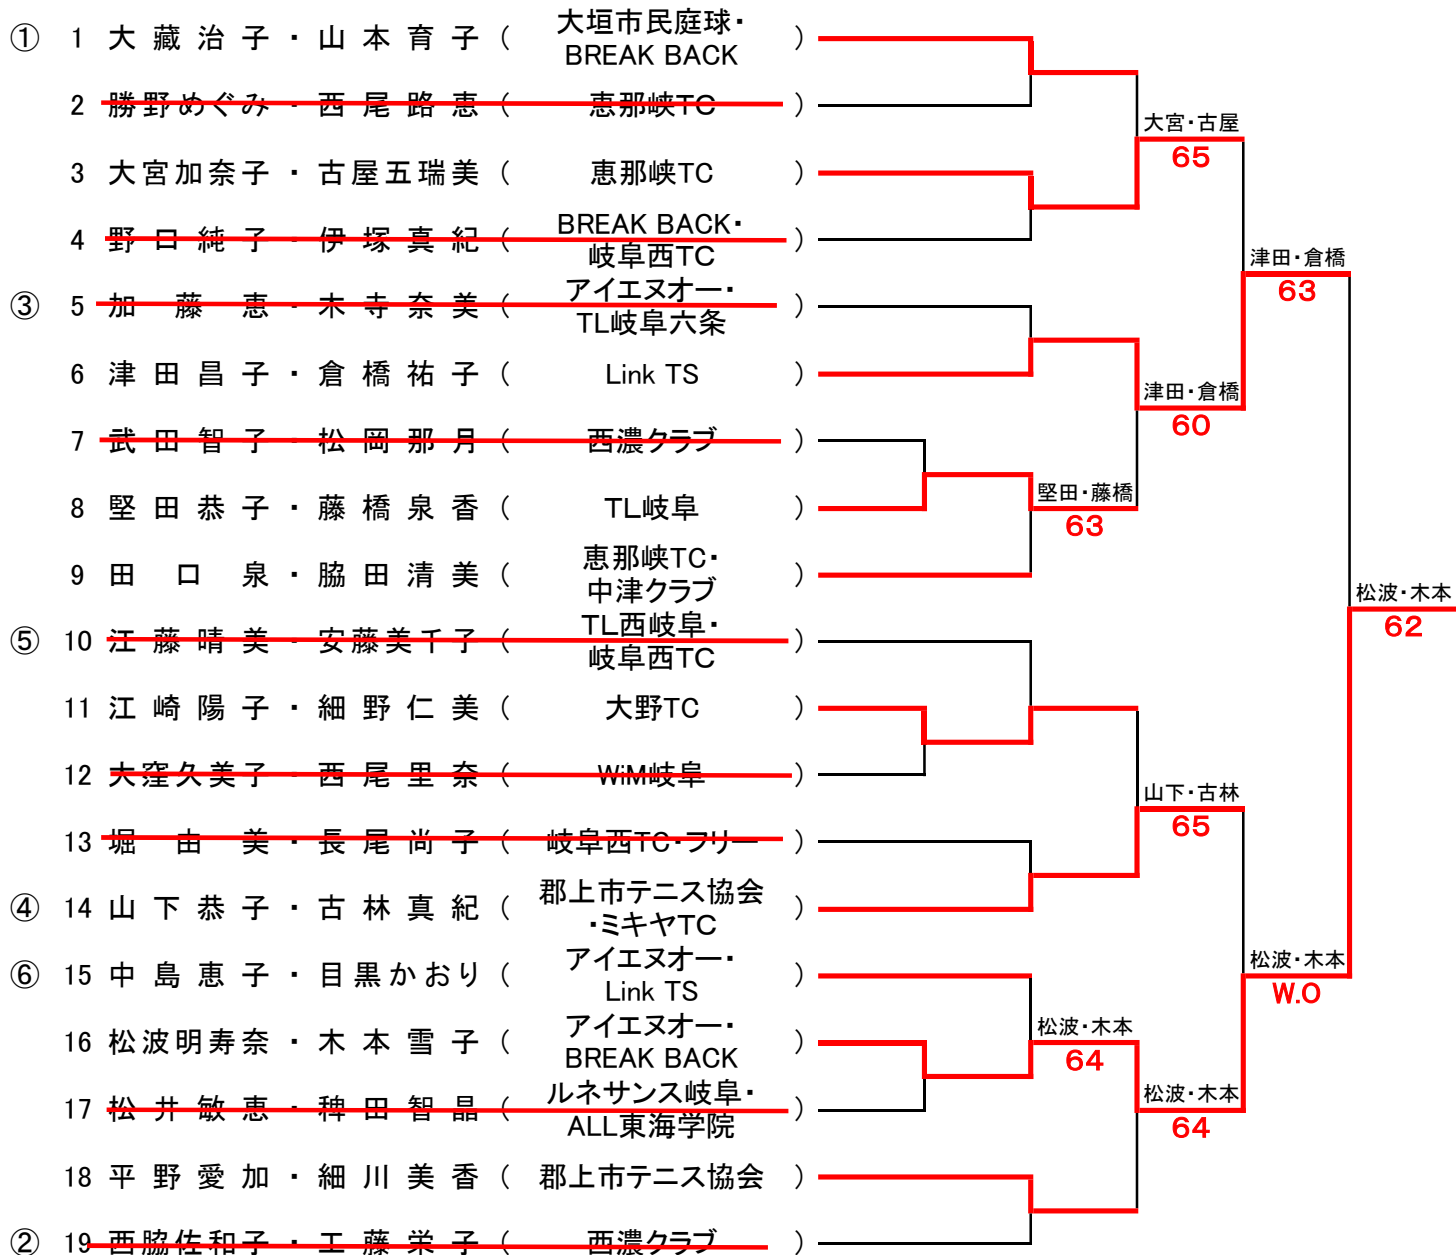 ① 1 大藏治子・山本育子（ 大垣市民庭球・
BREAK BACK ）
2 勝野めぐみ・西尾路恵（ 恵那峡TC ）
大宮・古屋
65
3 大宮加奈子・古屋五瑞美（ 恵那峡TC ）
4 野口純子・伊塚真紀（ BREAK BACK・
岐阜西TC ）
津田・倉橋
63
③ 5 加藤恵・木寺奈美（ アイエヌオー・
TL岐阜六条 ）
6 津田昌子・倉橋祐子（ Link TS ）
津田・倉橋
60
7 武田智子・松岡那月（ 西濃クラブ ）
8 堅田恭子・藤橋泉香（ TL岐阜 ）
堅田・藤橋
63
9 田口泉・脇田清美（ 恵那峡TC・
中津クラブ ）
松波・木本
62
⑤ 10 江藤晴美・安藤美千子（ TL西岐阜・
岐阜西TC ）
11 江崎陽子・細野仁美（ 大野TC ）
12 大窪久美子・西尾里奈（ WiM岐阜 ）
山下・古林
65
13 堀由美・長尾尚子（ 岐阜西TC・フリー ）
④ 14 山下恭子・古林真紀（ 郡上市テニス協会
・ミキヤTC ）
⑥ 15 中島恵子・目黒かおり（ アイエヌオー・
Link TS ）
松波・木本
W.O
16 松波明寿奈・木本雪子（ アイエヌオー・
BREAK BACK ）
松波・木本
64
17 松井敏恵・稗田智晶（ ルネサンス岐阜・
ALL東海学院 ）
松波・木本
64
18 平野愛加・細川美香（ 郡上市テニス協会 ）
② 19 西脇佐和子・工藤栄子（ 西濃クラブ ）